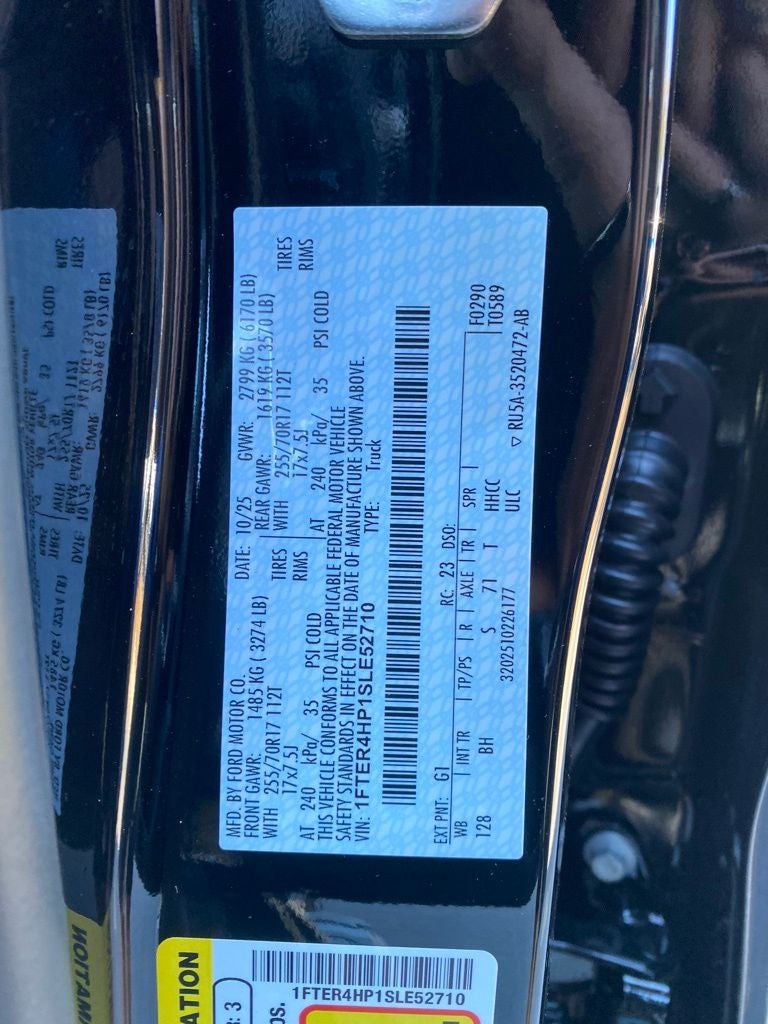 MFD. BY FORD MOTOR CO.
DATE: 10/25 GVWR: 2799 KG ( 6170 LB)
FRONT GAWR: 1485 KG ( 3274 LB) REAR GAWR: 1619 KG ( 3570 LB)
WITH 255/70R17 112T TIRES WITH 255/70R17 112T TIRES
17x7.5J RIMS 17x7.5J RIMS
AT 240 kPa/ 35 PSI COLD AT 240 kPa/ 35 PSI COLD
THIS VEHICLE CONFORMS TO ALL APPLICABLE FEDERAL MOTOR VEHICLE
SAFETY STANDARDS IN EFFECT ON THE DATE OF MANUFACTURE SHOWN ABOVE.
VIN: 1FTER4HP1SLE52710 TYPE: Truck
EXT PNT: G1 RC: 23 DSO: F0290
WB INT TR TP/PS R AXLE TR SPR T0589
128 BH S 71 T HHCC
ULC
3202510226177 ▽ RU5A-3520472-AB
ATION
R: 3
OS.
1FTER4HP1SLE52710